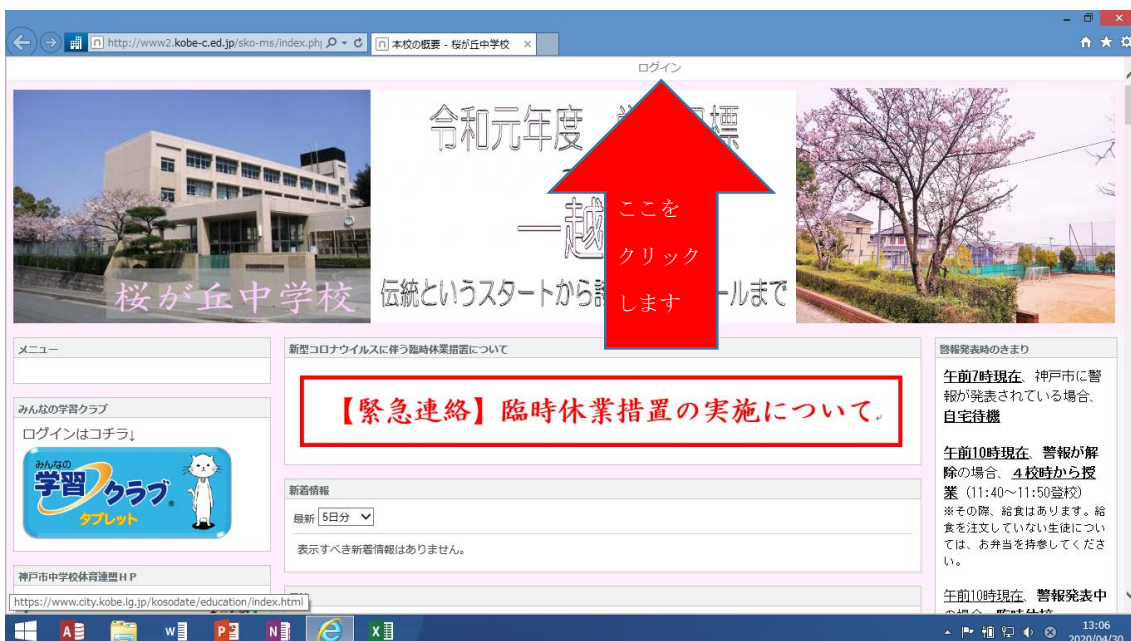 http://www2.kobe-c.ed.jp/sko-ms/index.ph
本校の概要 - 桜が丘中学校
ログイン
令和元年度
標
ここを
クリック
します
伝統というスタートから
ールまで
桜が丘中学校
メニュー
みんなの学習クラブ
ログインはコチラ↓
みんなの
学習クラブ
タブレット
神戸市中学校体育連盟HP
新型コロナウイルスに伴う臨時休業措置について
【緊急連絡】臨時休業措置の実施について
新着情報
最新 5日分
表示すべき新着情報はありません。
警報発表時のきまり
午前7時現在、神戸市に警
報が発表されている場合、
自宅待機
午前10時現在、警報が解
除の場合、４校時から授
業（11:40～11:50登校）
※その際、給食はあります。給
食を注文していない生徒につい
ては、お弁当を持参してくださ
い。
午前10時現在、警報発表中
https://www.city.kobe.lg.jp/kosodate/education/index.html
13:06
2020/04/30